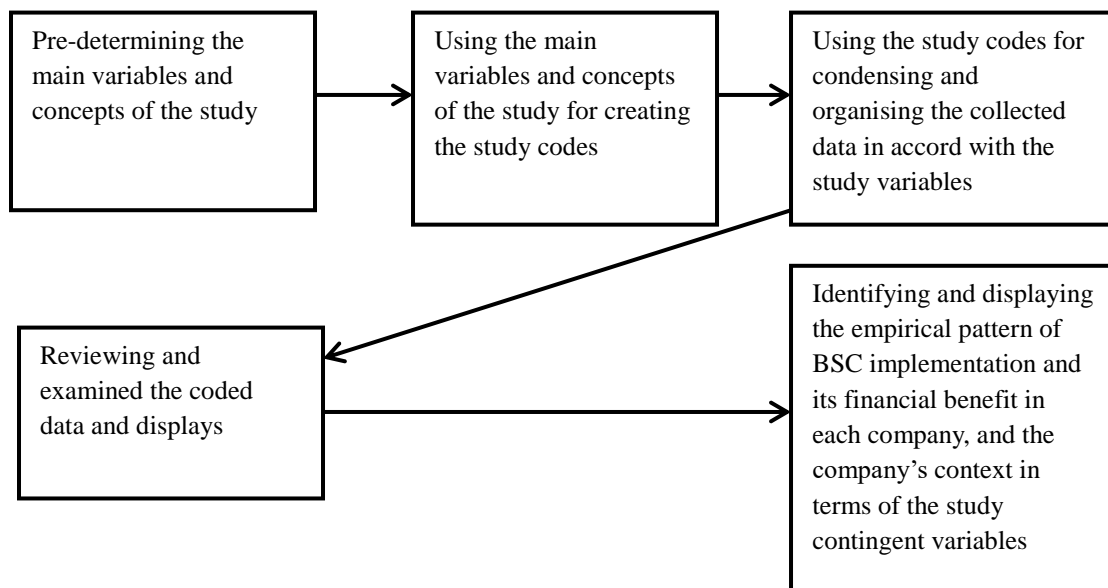 Pre-determining the
main variables and
concepts of the study
Using the main
variables and concepts
of the study for creating
the study codes
Using the study codes for
condensing and
organising the collected
data in accord with the
study variables
Reviewing and
examined the coded
data and displays
Identifying and displaying
the empirical pattern of
BSC implementation and
its financial benefit in
each company, and the
company’s context in
terms of the study
contingent variables